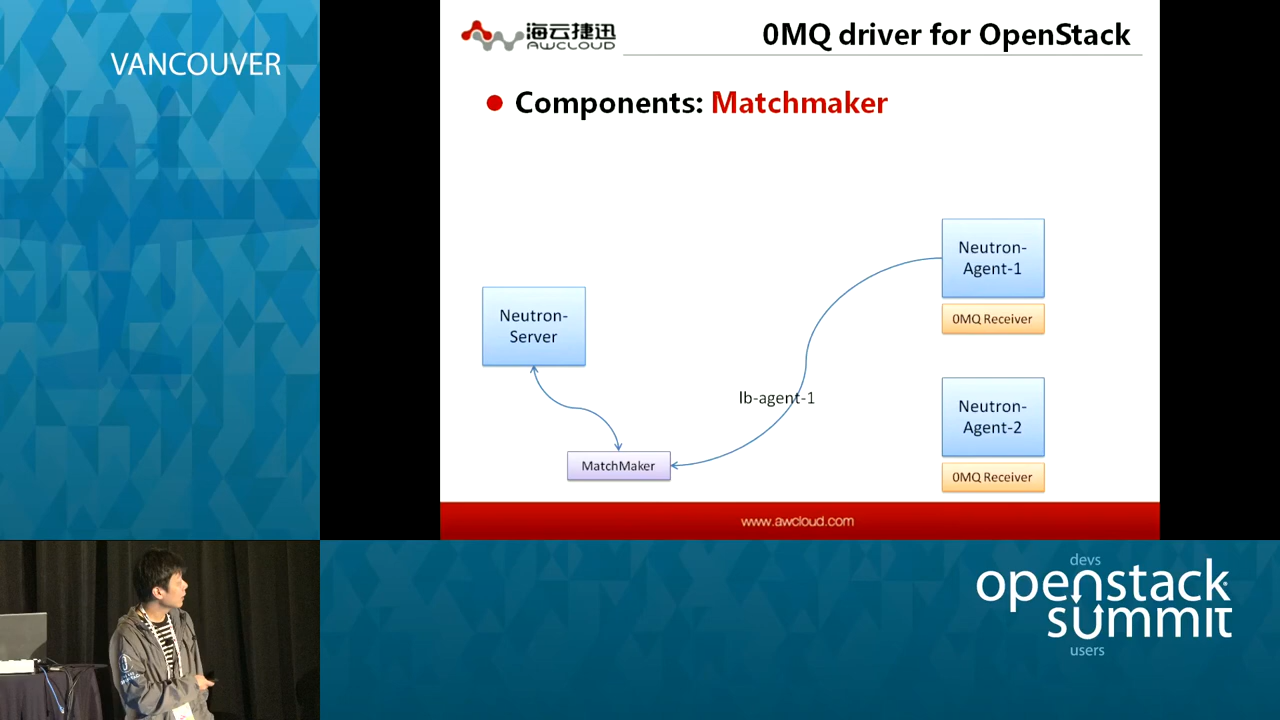 VANCOUVER
海云捷迅
AWCLOUD
0MQ driver for OpenStack
Components: Matchmaker
Neutron-
Agent-1
0MQ Receiver
Neutron-
Server
lb-agent-1
Neutron-
Agent-2
MatchMaker
0MQ Receiver
www.awcloud.com
devs
openstack
summit
users